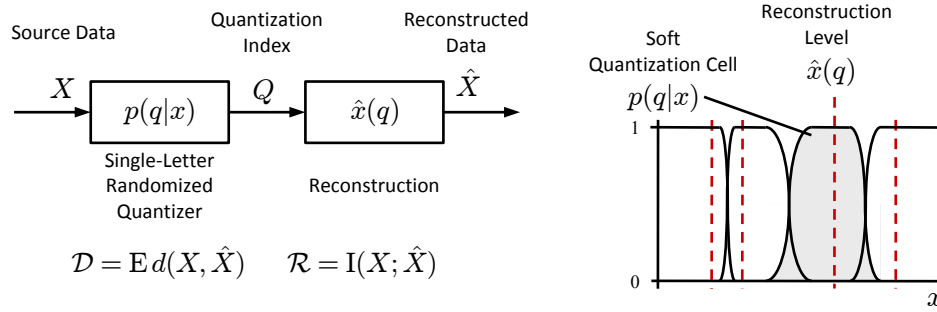 Source Data
Quantization
Index
Reconstructed
Data
X
p(q|x)
Q
x̂(q)
X̂
Single-Letter
Randomized
Quantizer
Reconstruction
𝒟 = E d(X, X̂)
ℛ = I(X; X̂)
Reconstruction
Level
x̂(q)
Soft
Quantization Cell
p(q|x)
1
0
x